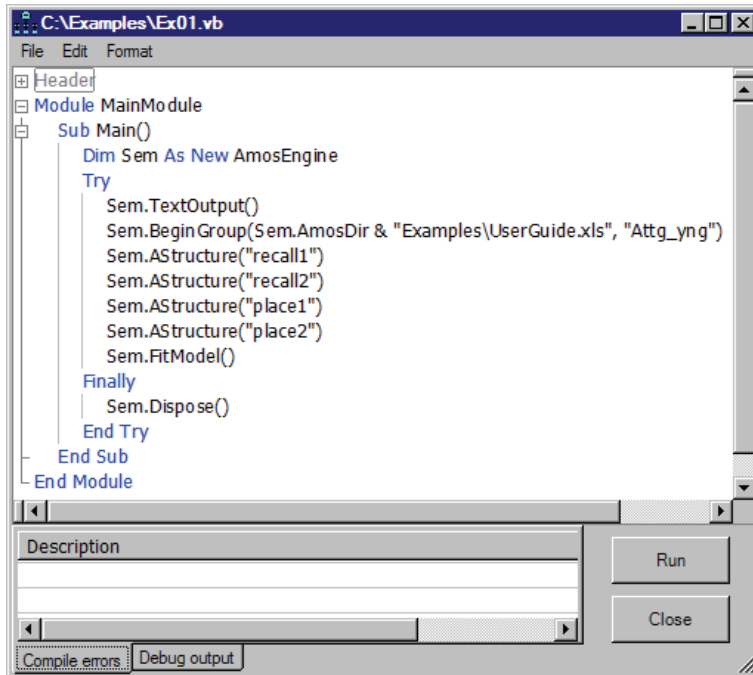 C:\Examples\Ex01.vb
File Edit Format
Header
Module MainModule
Sub Main()
Dim Sem As New AmosEngine
Try
Sem.TextOutput()
Sem.BeginGroup(Sem.AmosDir & "Examples\UserGuide.xls", "Attg_yng")
Sem.AStructure("recall1")
Sem.AStructure("recall2")
Sem.AStructure("place1")
Sem.AStructure("place2")
Sem.FitModel()
Finally
Sem.Dispose()
End Try
End Sub
End Module
Description
Run
Close
Compile errors Debug output